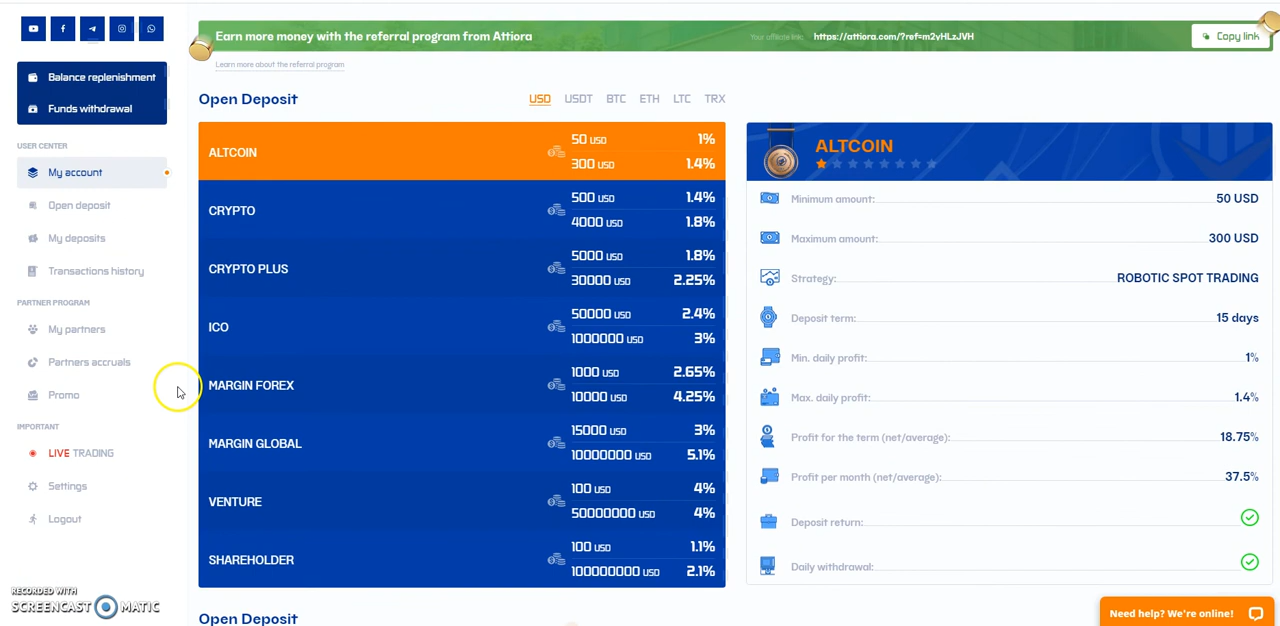 Earn more money with the referral program from Attiora
Your affiliate link: https://attiora.com/?ref=m2vHLzJVH
Copy link
Learn more about the referral program
Balance replenishment
Funds withdrawal
USER CENTER
My account
Open deposit
My deposits
Transactions history
PARTNER PROGRAM
My partners
Partners accruals
Promo
IMPORTANT
LIVE TRADING
Settings
Logout
RECORDED WITH
SCREENCAST MATIC
Open Deposit
USD USDT BTC ETH LTC TRX
ALTCOIN
50 USD 1%
300 USD 1.4%
CRYPTO
500 USD 1.4%
4000 USD 1.8%
CRYPTO PLUS
5000 USD 1.8%
30000 USD 2.25%
ICO
50000 USD 2.4%
1000000 USD 3%
MARGIN FOREX
1000 USD 2.65%
10000 USD 4.25%
MARGIN GLOBAL
15000 USD 3%
10000000 USD 5.1%
VENTURE
100 USD 4%
50000000 USD 4%
SHAREHOLDER
100 USD 1.1%
100000000 USD 2.1%
Open Deposit
ALTCOIN
Minimum amount: 50 USD
Maximum amount: 300 USD
Strategy: ROBOTIC SPOT TRADING
Deposit term: 15 days
Min. daily profit: 1%
Max. daily profit: 1.4%
Profit for the term (net/average): 18.75%
Profit per month (net/average): 37.5%
Deposit return:
Daily withdrawal:
Need help? We're online!